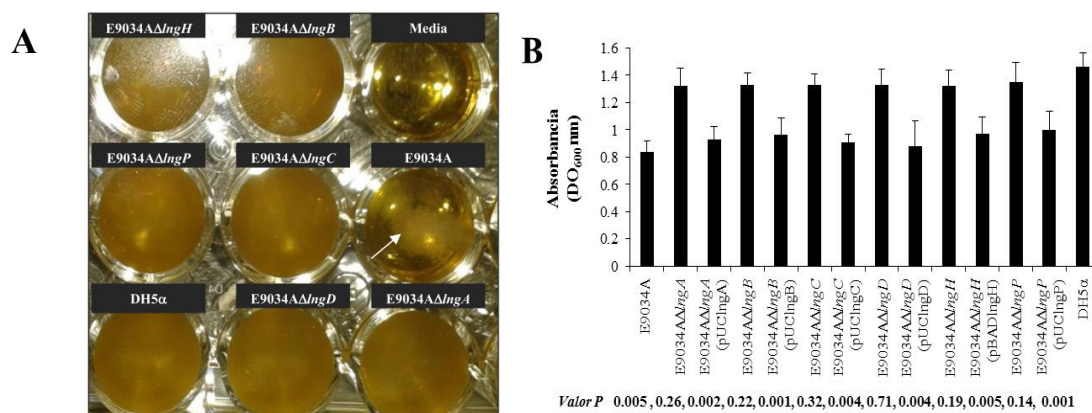 A
E9034AΔlngH
E9034AΔlngB
Media
E9034AΔlngP
E9034AΔlngC
E9034A
DH5α
E9034AΔlngD
E9034AΔlngA
B
Absorbancia
(DO600 nm)
1.6
1.4
1.2
1
0.8
0.6
0.4
0.2
0
E9034A
E9034AΔlngA
E9034AΔlngA
(pUClngA)
E9034AΔlngB
E9034AΔlngB
(pUClngB)
E9034AΔlngC
E9034AΔlngC
(pUClngC)
E9034AΔlngD
E9034AΔlngD
(pUClngD)
E9034AΔlngH
E9034AΔlngH
(pBADlngH)
E9034AΔlngP
E9034AΔlngP
(pUClngP)
DH5α
Valor P 0.005 , 0.26, 0.002, 0.22, 0.001, 0.32, 0.004, 0.71, 0.004, 0.19, 0.005, 0.14, 0.001